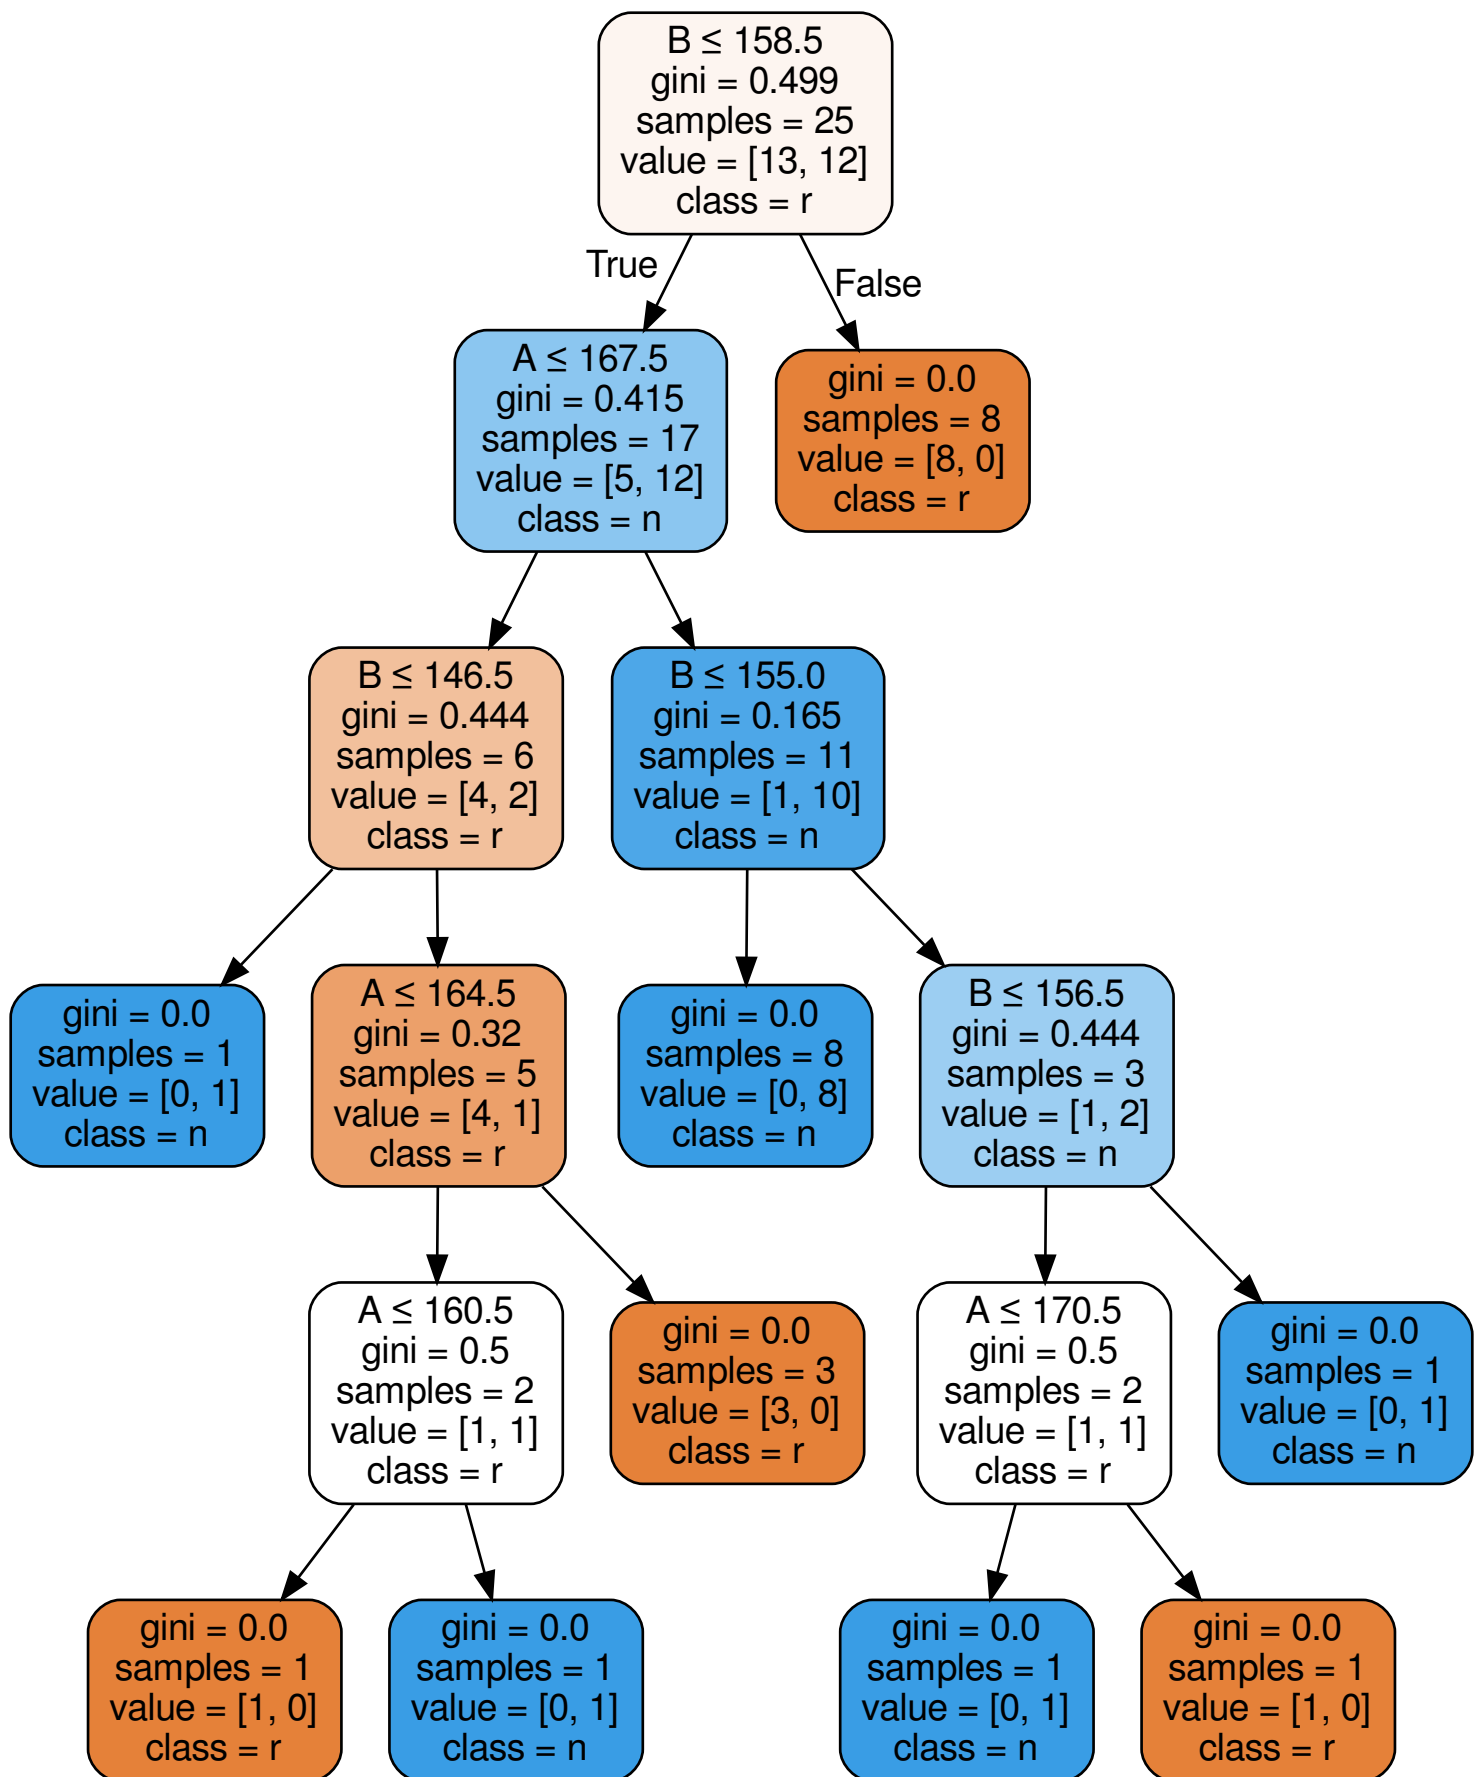 B ≤ 158.5
gini = 0.499
samples = 25
value = [13, 12]
class = r
True
False
A ≤ 167.5
gini = 0.415
samples = 17
value = [5, 12]
class = n
gini = 0.0
samples = 8
value = [8, 0]
class = r
B ≤ 146.5
gini = 0.444
samples = 6
value = [4, 2]
class = r
B ≤ 155.0
gini = 0.165
samples = 11
value = [1, 10]
class = n
gini = 0.0
samples = 1
value = [0, 1]
class = n
A ≤ 164.5
gini = 0.32
samples = 5
value = [4, 1]
class = r
gini = 0.0
samples = 8
value = [0, 8]
class = n
B ≤ 156.5
gini = 0.444
samples = 3
value = [1, 2]
class = n
A ≤ 160.5
gini = 0.5
samples = 2
value = [1, 1]
class = r
gini = 0.0
samples = 3
value = [3, 0]
class = r
A ≤ 170.5
gini = 0.5
samples = 2
value = [1, 1]
class = r
gini = 0.0
samples = 1
value = [0, 1]
class = n
gini = 0.0
samples = 1
value = [1, 0]
class = r
gini = 0.0
samples = 1
value = [0, 1]
class = n
gini = 0.0
samples = 1
value = [0, 1]
class = n
gini = 0.0
samples = 1
value = [1, 0]
class = r